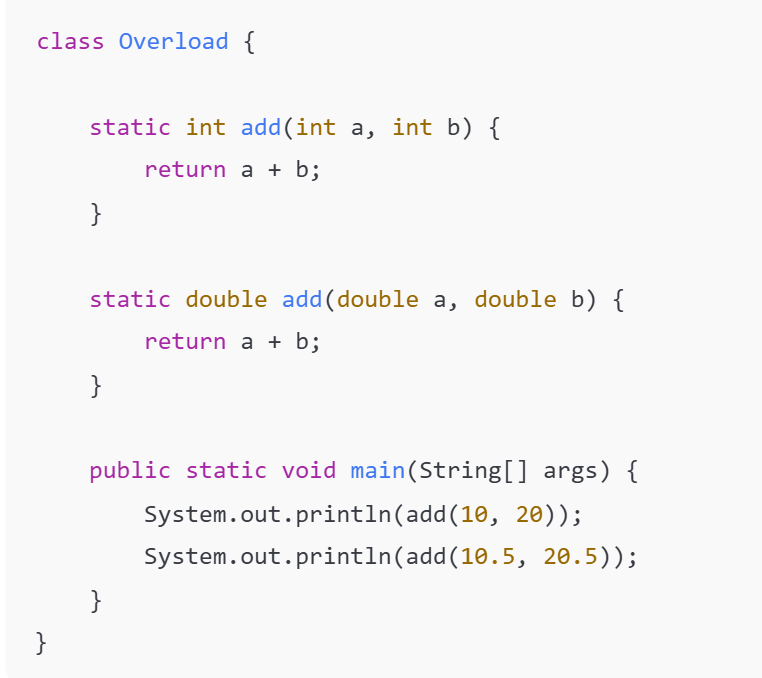 class Overload {
    static int add(int a, int b) {
        return a + b;
    }
    static double add(double a, double b) {
        return a + b;
    }
    public static void main(String[] args) {
        System.out.println(add(10, 20));
        System.out.println(add(10.5, 20.5));
    }
}